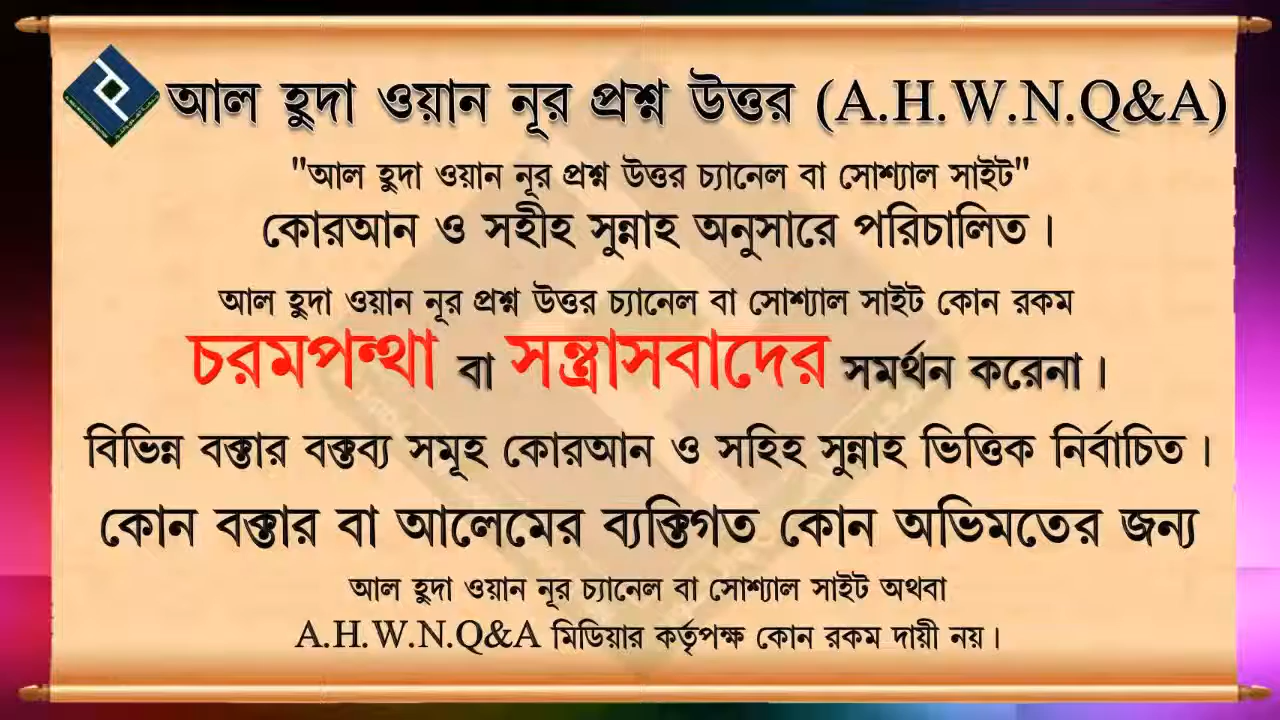 আল হুদা ওয়ান নূর প্রশ্ন উত্তর (A.H.W.N.Q&A)
"আল হুদা ওয়ান নূর প্রশ্ন উত্তর চ্যানেল বা সোশ্যাল সাইট"
কোরআন ও সহীহ সুন্নাহ অনুসারে পরিচালিত।
আল হুদা ওয়ান নূর প্রশ্ন উত্তর চ্যানেল বা সোশ্যাল সাইট কোন রকম
চরমপন্থা বা সন্ত্রাসবাদের সমর্থন করেনা।
বিভিন্ন বক্তার বক্তব্য সমূহ কোরআন ও সহিহ সুন্নাহ ভিত্তিক নির্বাচিত।
কোন বক্তার বা আলেমের ব্যক্তিগত কোন অভিমতের জন্য
আল হুদা ওয়ান নূর চ্যানেল বা সোশ্যাল সাইট অথবা
A.H.W.N.Q&A মিডিয়ার কর্তৃপক্ষ কোন রকম দায়ী নয়।